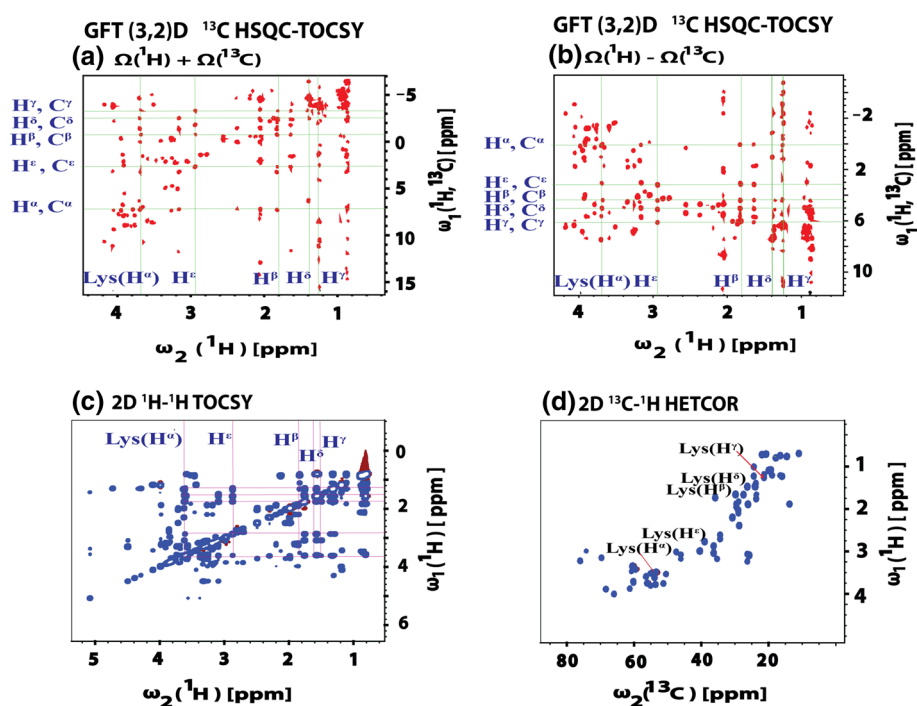 GFT (3,2)D ¹³C HSQC-TOCSY
(a) Ω(¹H) + Ω(¹³C)
Hᵞ, Cᵞ
Hᵟ, Cᵟ
Hᵝ, Cᵝ
Hᵋ, Cᵋ
Hᵅ, Cᵅ
-5
0
5
10
15
ω₁(¹H,¹³C) [ppm]
Lys(Hᵅ) Hᵋ Hᵝ Hᵟ Hᵞ
4 3 2 1
ω₂ (¹H) [ppm]
GFT (3,2)D ¹³C HSQC-TOCSY
(b) Ω(¹H) - Ω(¹³C)
Hᵅ, Cᵅ
Hᵋ, Cᵋ
Hᵝ, Cᵝ
Hᵟ, Cᵟ
Hᵞ, Cᵞ
-2
2
6
10
ω₁(¹H,¹³C) [ppm]
Lys(Hᵅ) Hᵋ Hᵝ Hᵟ Hᵞ
4 3 2 1
ω₂ (¹H) [ppm]
(c) 2D ¹H-¹H TOCSY
Lys(Hᵅ) Hᵋ Hᵝ Hᵟ Hᵞ
0
2
4
6
ω₁(¹H) [ppm]
5 4 3 2 1
ω₂(¹H) [ppm]
(d) 2D ¹³C-¹H HETCOR
Lys(Hᵞ)
Lys(Hᵟ)
Lys(Hᵝ)
Lys(Hᵋ)
Lys(Hᵅ)
1
2
3
4
ω₁(¹H) [ppm]
80 60 40 20
ω₂(¹³C) [ppm]